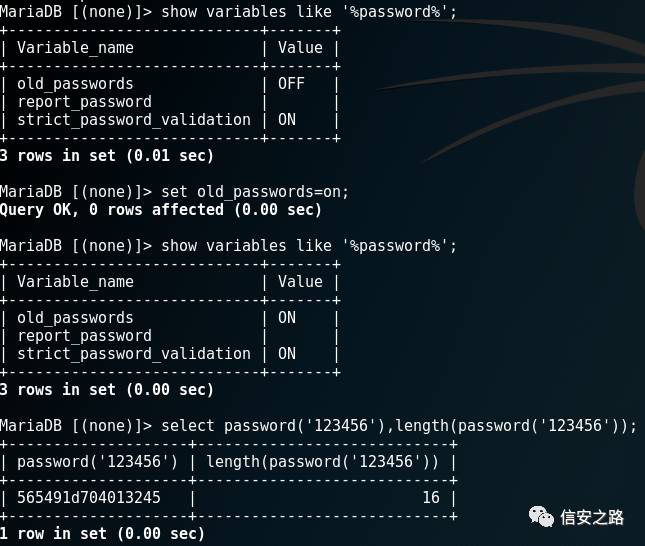 MariaDB [(none)]> show variables like '%password%';
+----------------------------+-------+
| Variable_name              | Value |
+----------------------------+-------+
| old_passwords              | OFF   |
| report_password            |       |
| strict_password_validation | ON    |
+----------------------------+-------+
3 rows in set (0.01 sec)

MariaDB [(none)]> set old_passwords=on;
Query OK, 0 rows affected (0.00 sec)

MariaDB [(none)]> show variables like '%password%';
+----------------------------+-------+
| Variable_name              | Value |
+----------------------------+-------+
| old_passwords              | ON    |
| report_password            |       |
| strict_password_validation | ON    |
+----------------------------+-------+
3 rows in set (0.00 sec)

MariaDB [(none)]> select password('123456'),length(password('123456'));
+--------------------+----------------------------+
| password('123456') | length(password('123456')) |
+--------------------+----------------------------+
| 565491d704013245   |                         16 |
+--------------------+----------------------------+
1 row in set (0.00 sec)
信安之路